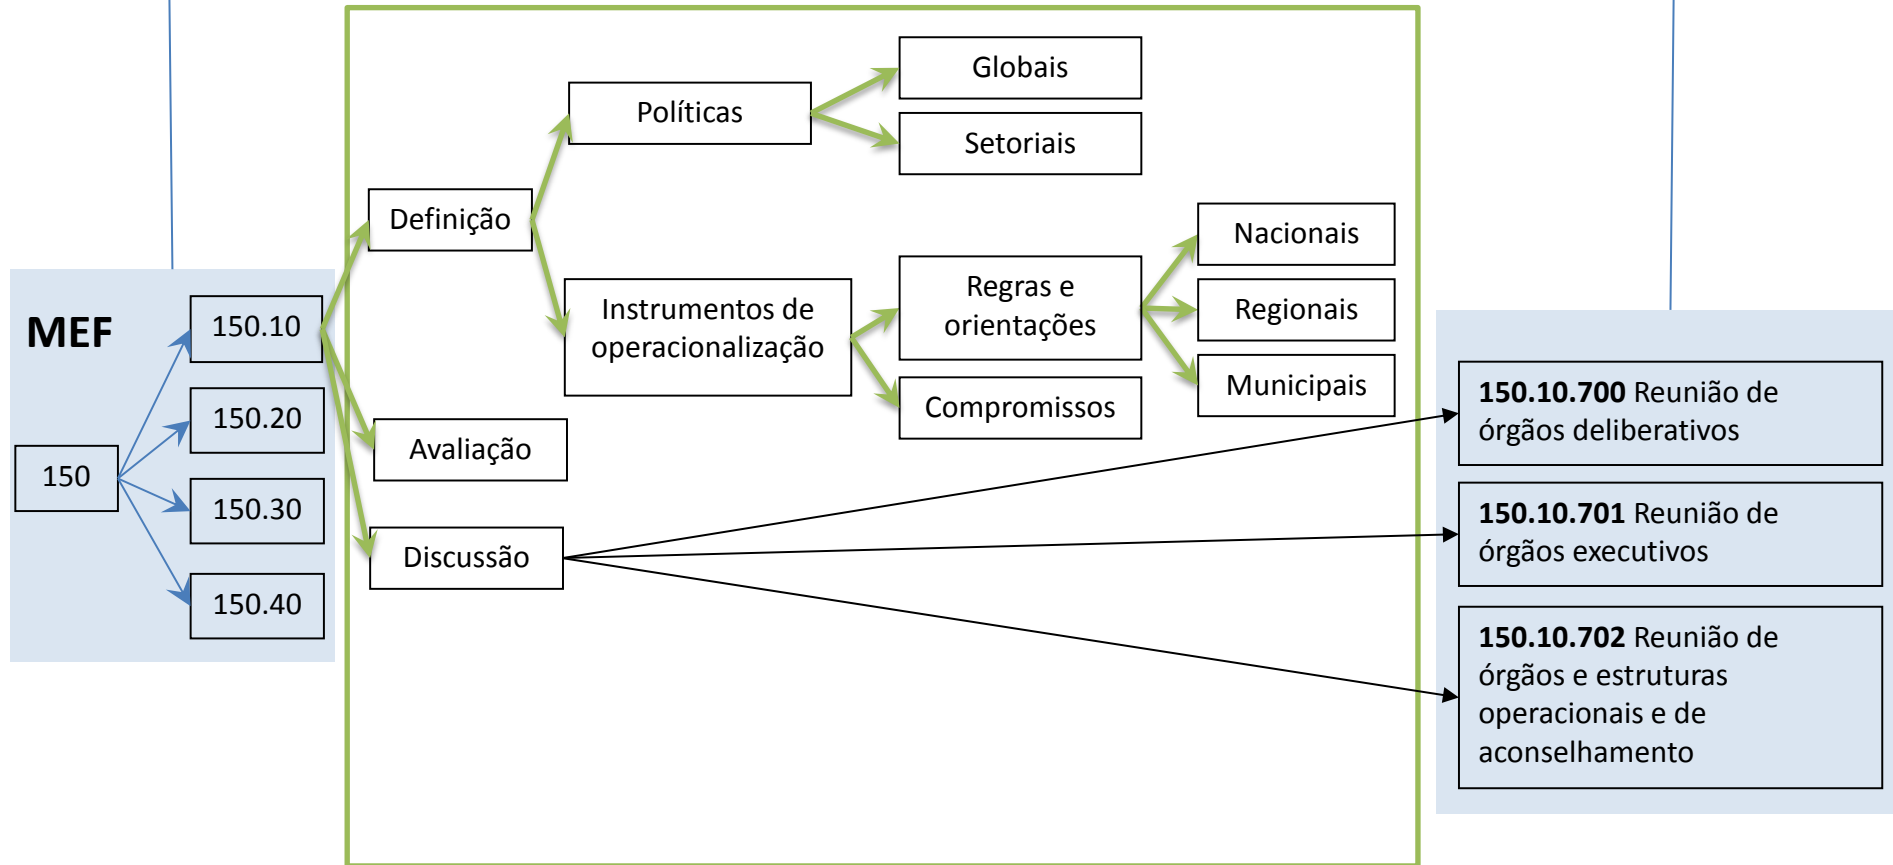 MEF
150
150.10
150.20
150.30
150.40
Definição
Avaliação
Discussão
Políticas
Instrumentos de
operacionalização
Globais
Setoriais
Regras e
orientações
Compromissos
Nacionais
Regionais
Municipais
150.10.700 Reunião de
órgãos deliberativos
150.10.701 Reunião de
órgãos executivos
150.10.702 Reunião de
órgãos e estruturas
operacionais e de
aconselhamento